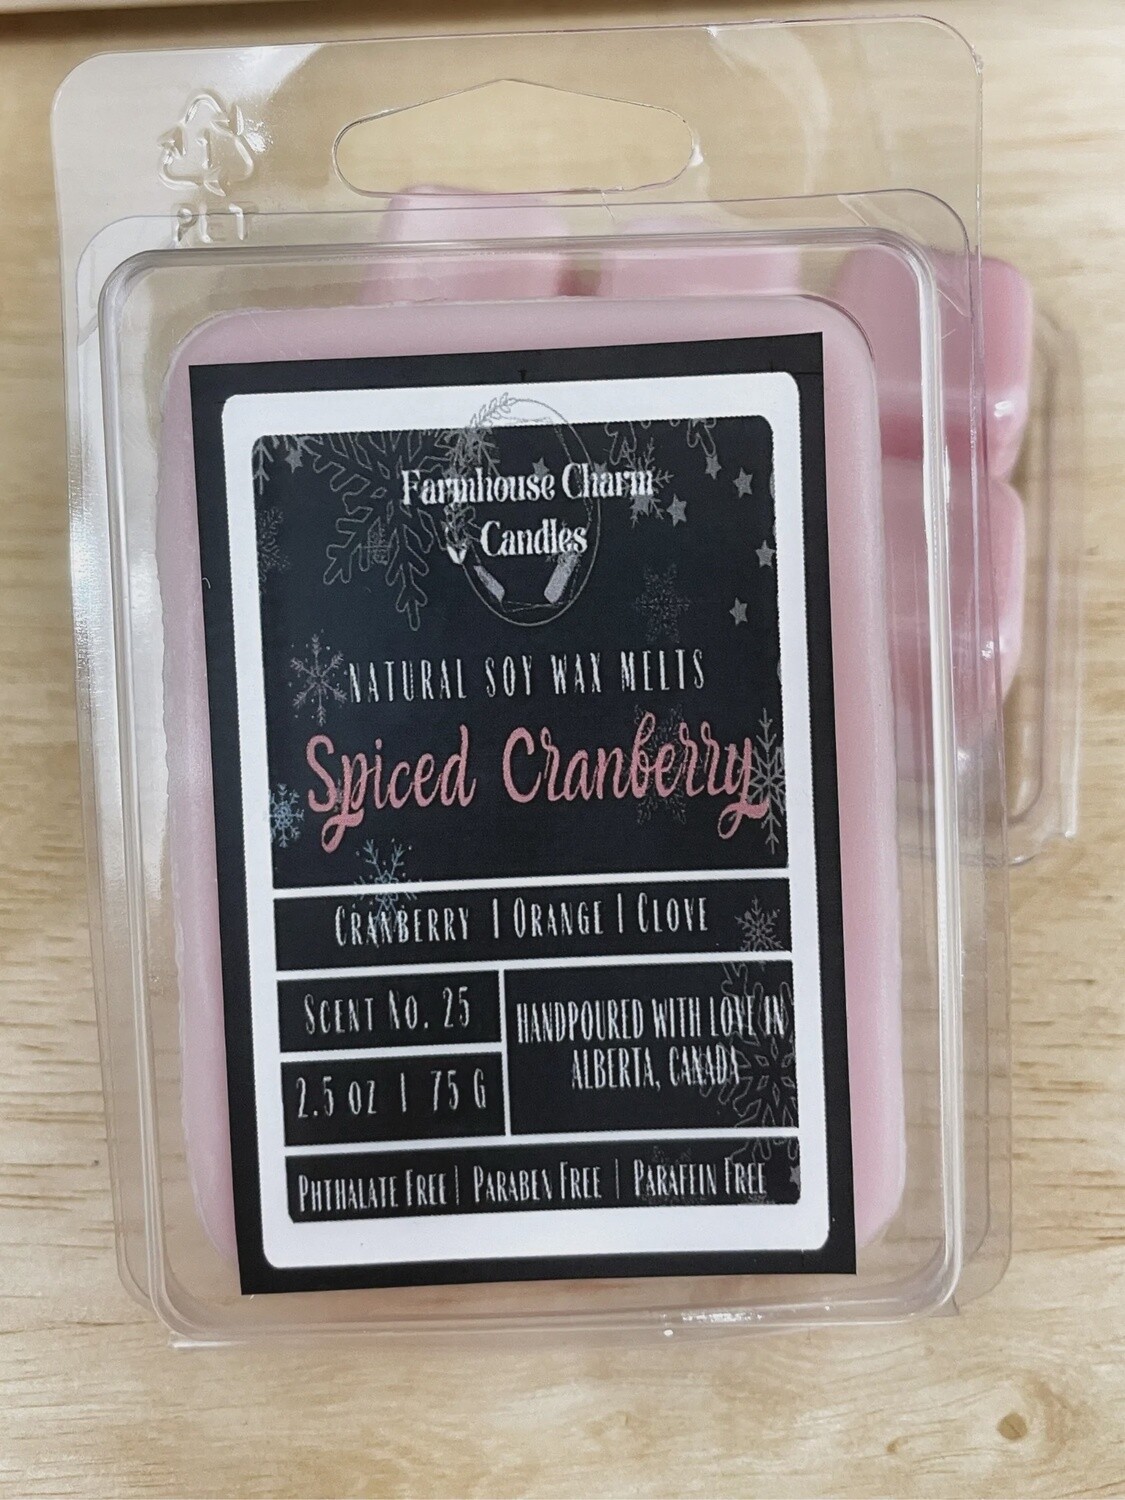 1
PET
Farmhouse Charm
Candles
NATURAL SOY WAX MELTS
Spiced Cranberry
CRANBERRY | ORANGE | CLOVE
SCENT NO. 25
HANDPOURED WITH LOVE IN
ALBERTA, CANADA
2.5 OZ | 75 G
PHTHALATE FREE | PARABEN FREE | PARAFFIN FREE